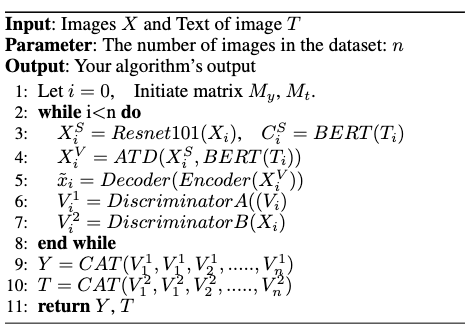 Input: Images X and Text of image T
Parameter: The number of images in the dataset: n
Output: Your algorithm's output
1: Let i = 0, Initiate matrix M_y, M_t.
2: while i<n do
3: X_i^S = Resnet101(X_i), C_i^S = BERT(T_i)
4: X_i^V = ATD(X_i^S, BERT(T_i))
5: x̃_i = Decoder(Encoder(X_i^V))
6: V_i^1 = DiscriminatorA((V_i)
7: V_i^2 = DiscriminatorB(X_i)
8: end while
9: Y = CAT(V_1^1, V_1^1, V_2^1, ....., V_n^1)
10: T = CAT(V_1^2, V_1^2, V_2^2, ....., V_n^2)
11: return Y, T